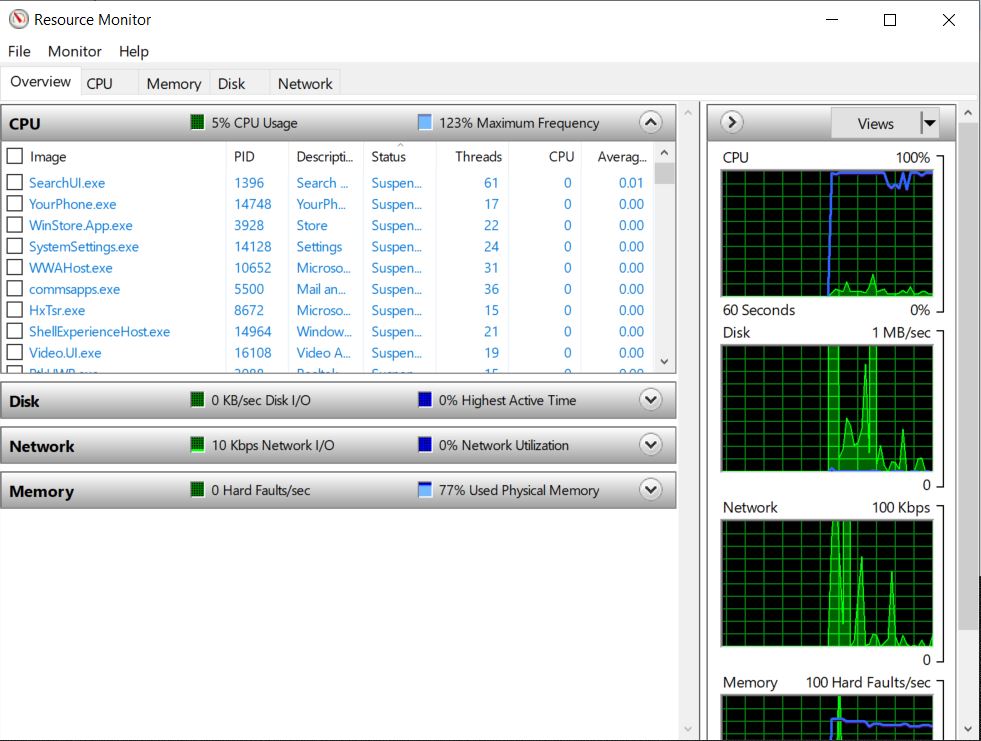 Resource Monitor
File Monitor Help
Overview CPU Memory Disk Network
CPU 5% CPU Usage 123% Maximum Frequency
Image PID Descripti... Status Threads CPU Averag...
SearchUI.exe 1396 Search ... Suspen... 61 0 0.01
YourPhone.exe 14748 YourPh... Suspen... 17 0 0.00
WinStore.App.exe 3928 Store Suspen... 22 0 0.00
SystemSettings.exe 14128 Settings Suspen... 24 0 0.00
WWAHost.exe 10652 Microso... Suspen... 31 0 0.00
commsapps.exe 5500 Mail an... Suspen... 36 0 0.00
HxTsr.exe 8672 Microso... Suspen... 15 0 0.00
ShellExperienceHost.exe 14964 Window... Suspen... 21 0 0.00
Video.UI.exe 16108 Video A... Suspen... 19 0 0.00
Disk 0 KB/sec Disk I/O 0% Highest Active Time
Network 10 Kbps Network I/O 0% Network Utilization
Memory 0 Hard Faults/sec 77% Used Physical Memory
Views
CPU 100%
60 Seconds 0%
Disk 1 MB/sec
0
Network 100 Kbps
0
Memory 100 Hard Faults/sec